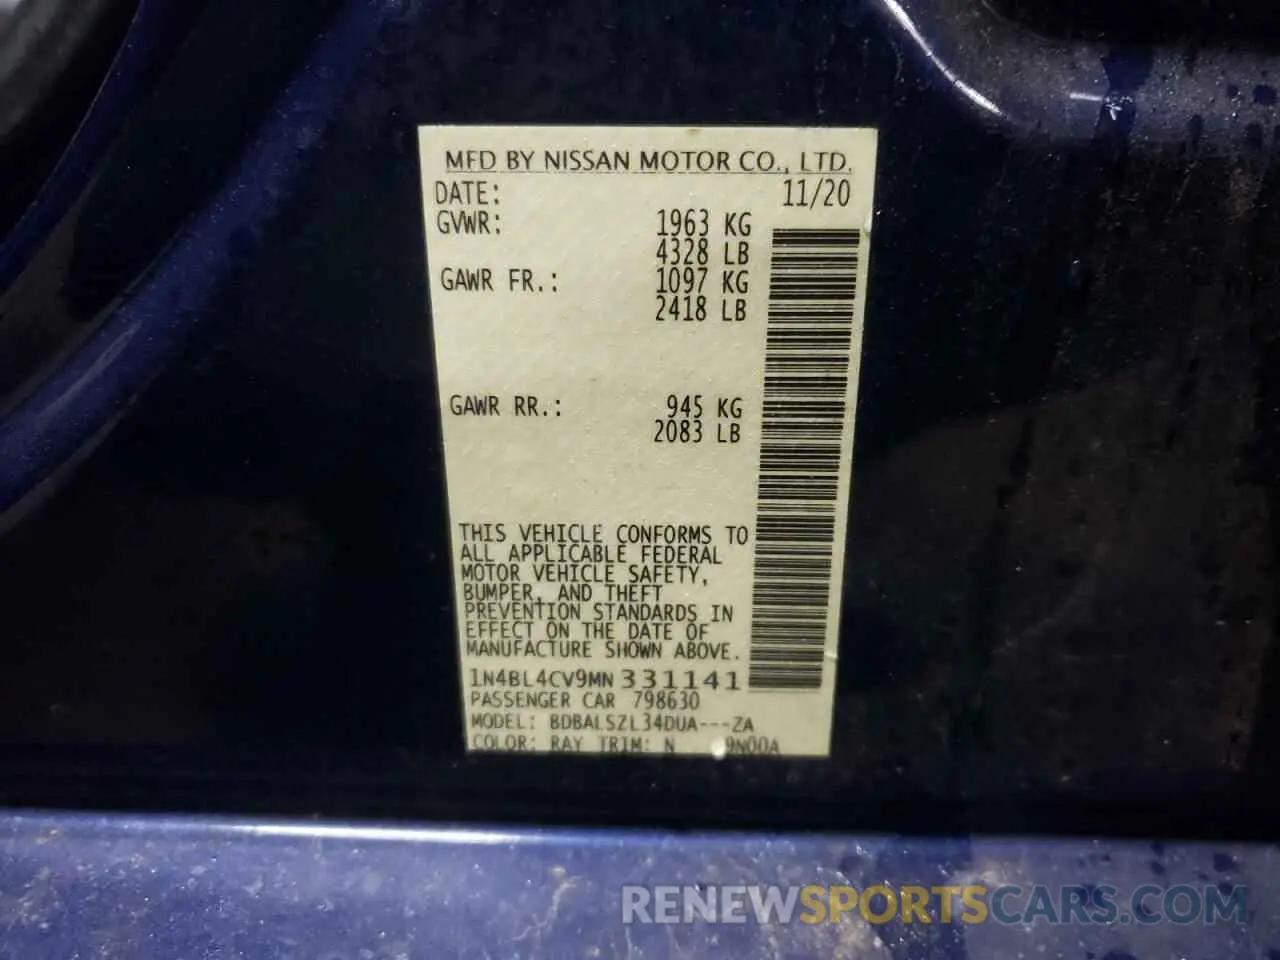 MFD BY NISSAN MOTOR CO., LTD.
DATE: 11/20
GVWR: 1963 KG
4328 LB
GAWR FR.: 1097 KG
2418 LB
GAWR RR.: 945 KG
2083 LB
THIS VEHICLE CONFORMS TO
ALL APPLICABLE FEDERAL
MOTOR VEHICLE SAFETY,
BUMPER, AND THEFT
PREVENTION STANDARDS IN
EFFECT ON THE DATE OF
MANUFACTURE SHOWN ABOVE.
1N4BL4CV9MN331141
PASSENGER CAR 798630
MODEL: BDBALSZL34DUA---ZA
COLOR: RAY TRIM: N 9N00A
RENEWSPORTSCARS.COM